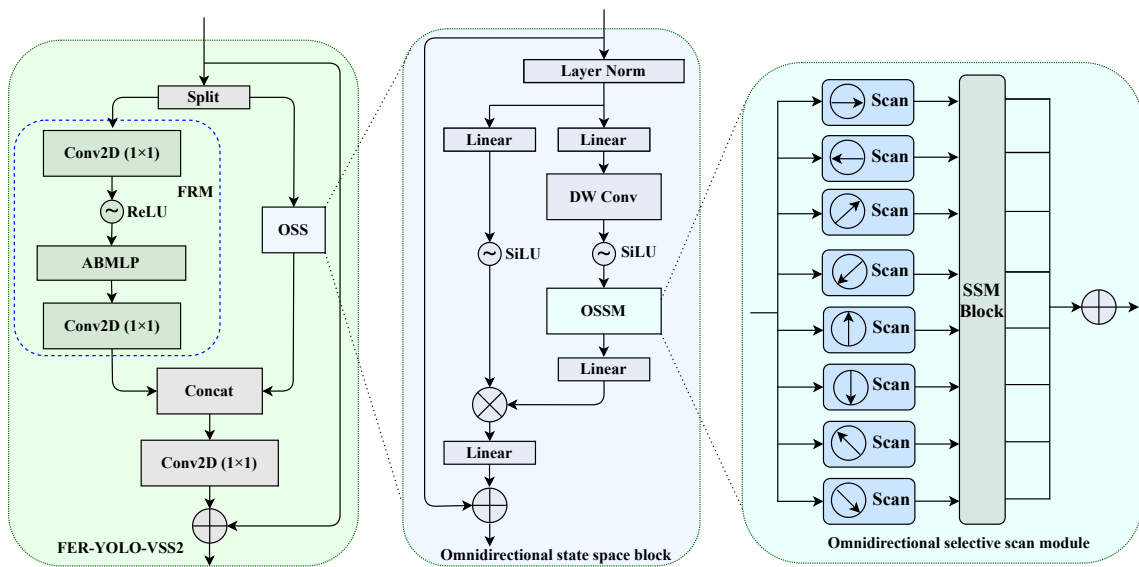 Split
Conv2D (1×1)
FRM
ReLU
ABMLP
Conv2D (1×1)
OSS
Concat
Conv2D (1×1)
FER-YOLO-VSS2
Layer Norm
Linear
Linear
DW Conv
SiLU
SiLU
OSSM
Linear
Linear
Omnidirectional state space block
Scan
Scan
Scan
Scan
Scan
Scan
Scan
Scan
SSM
Block
Omnidirectional selective scan module